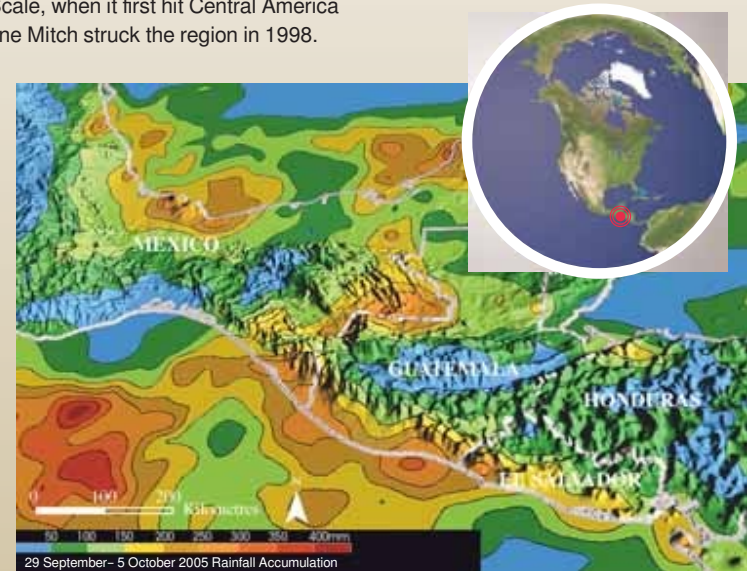 Scale, when it first hit Central America
ne Mitch struck the region in 1998.
MEXICO
GUATEMALA
HONDURAS
EL SALVADOR
N
0 100 200 Kilometres
50 100 150 200 250 300 350 400mm
29 September– 5 October 2005 Rainfall Accumulation